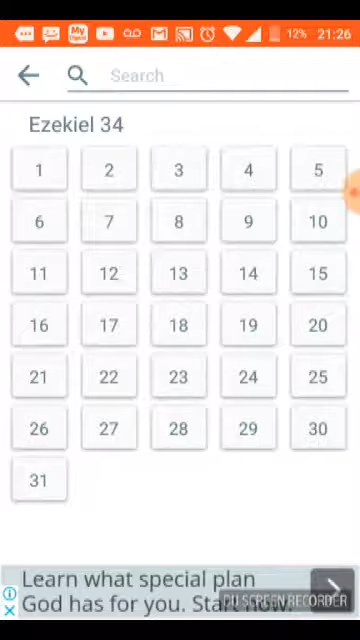 My
12% 21:26
Search
Ezekiel 34
1 2 3 4 5
6 7 8 9 10
11 12 13 14 15
16 17 18 19 20
21 22 23 24 25
26 27 28 29 30
31
Learn what special plan
God has for you. Start now.
DU SCREEN RECORDER